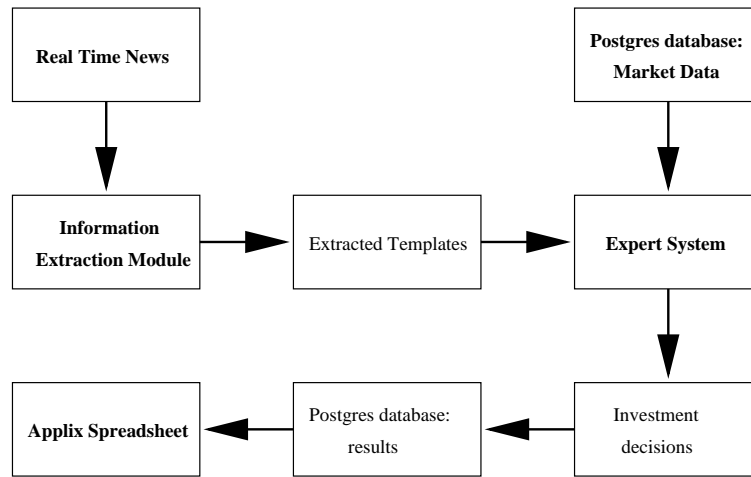 Real Time News
Postgres database:
Market Data
Information
Extraction Module
Extracted Templates
Expert System
Applix Spreadsheet
Postgres database:
results
Investment
decisions